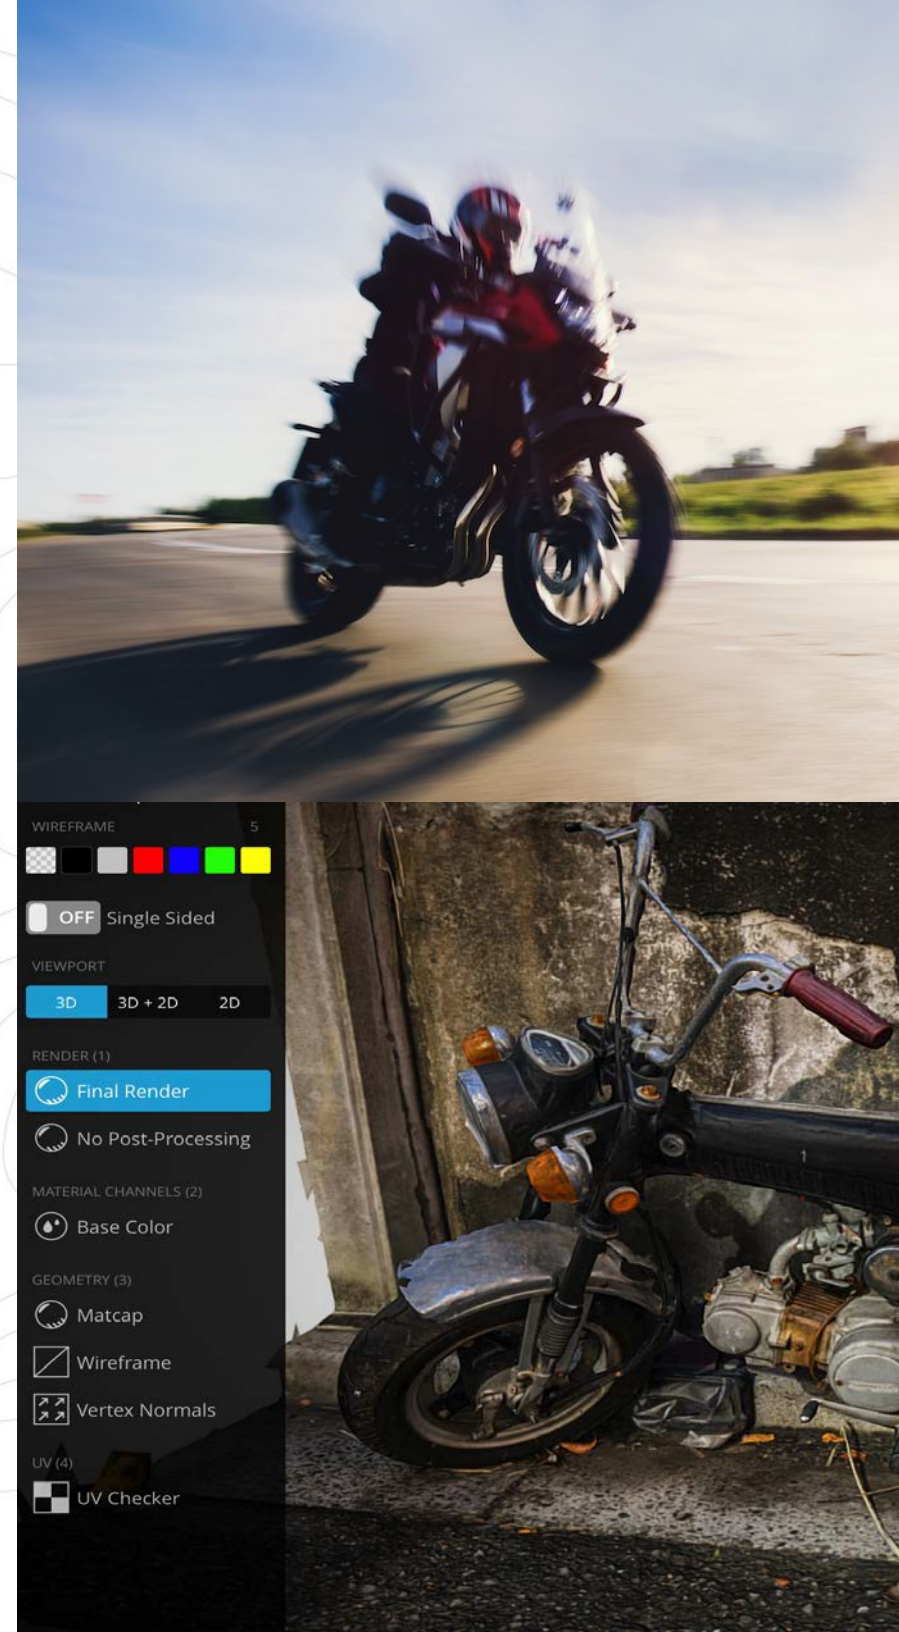 WIREFRAME 5
OFF Single Sided
VIEWPORT
3D 3D + 2D 2D
RENDER (1)
Final Render
No Post-Processing
MATERIAL CHANNELS (2)
Base Color
GEOMETRY (3)
Matcap
Wireframe
Vertex Normals
UV (4)
UV Checker
1